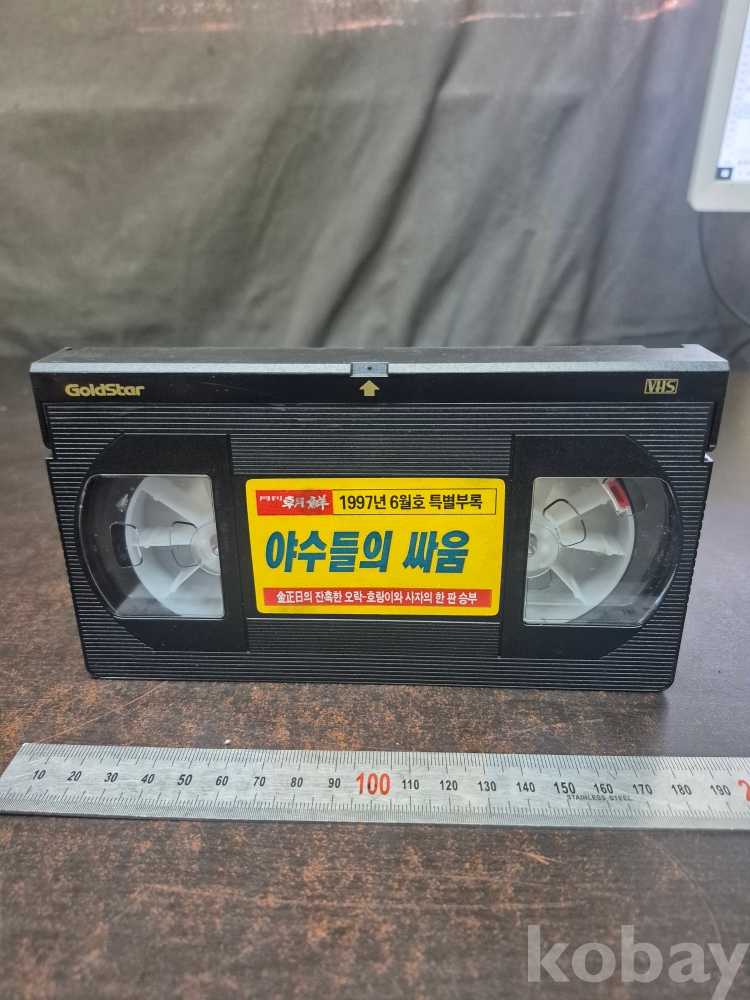 GoldStar
VHS
月刊 朝鮮 1997년 6월호 특별부록
야수들의 싸움
金正日의 잔혹한 오락-호랑이와 사자의 한 판 승부
10 20 30 40 50 60 70 80 90 100 110 120 130 140 150 160 170 180 190 2
STAINLESS STEEL
kobay